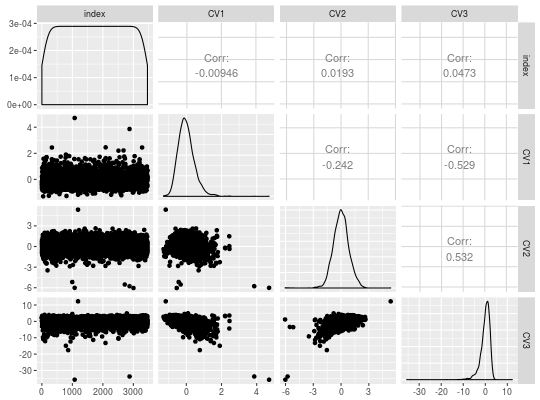 index
CV1
CV2
CV3
3e-04
2e-04
1e-04
0e+00
Corr:
-0.00946
Corr:
0.0193
Corr:
0.0473
index
4
2
0
Corr:
-0.242
Corr:
-0.529
CV1
3
0
-3
-6
Corr:
0.532
CV2
10
0
-10
-20
-30
CV3
0
1000
2000
3000
0
2
4
-6
-3
0
3
-30
-20
-10
0
10